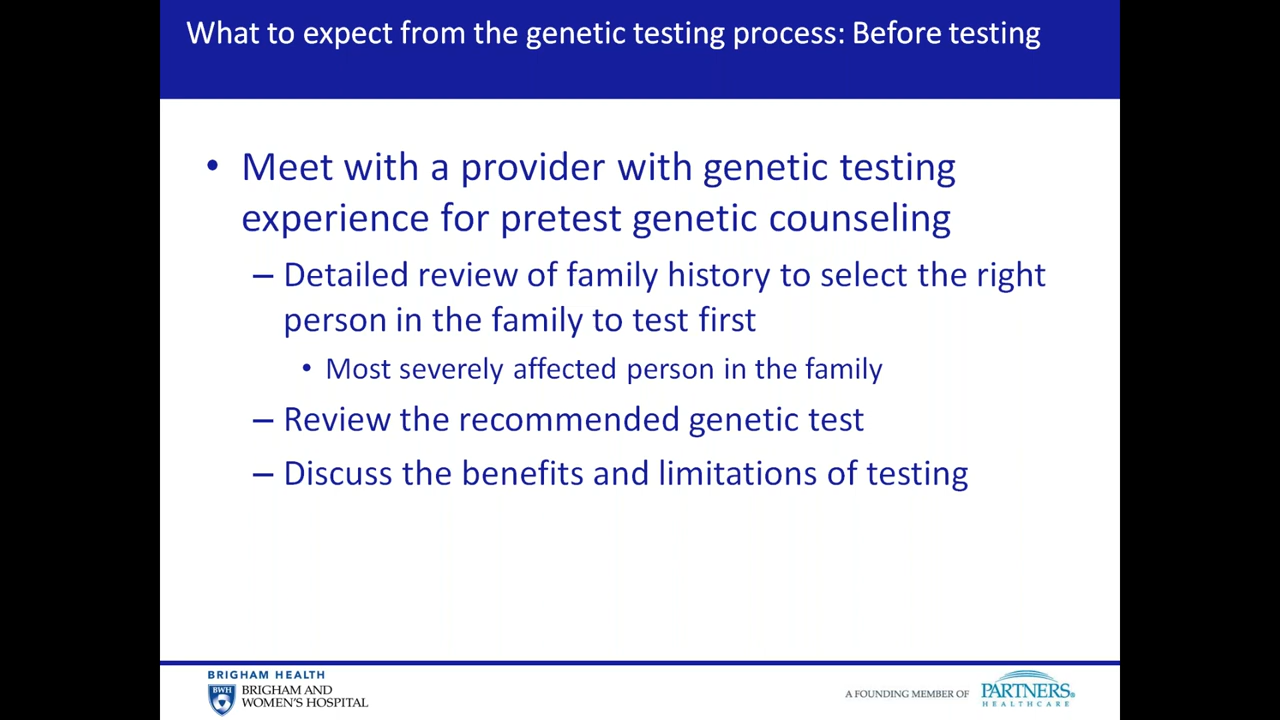 What to expect from the genetic testing process: Before testing
• Meet with a provider with genetic testing
experience for pretest genetic counseling
– Detailed review of family history to select the right
person in the family to test first
• Most severely affected person in the family
– Review the recommended genetic test
– Discuss the benefits and limitations of testing
BRIGHAM HEALTH
BWH
BRIGHAM AND
WOMEN'S HOSPITAL
A FOUNDING MEMBER OF
PARTNERS®
HEALTHCARE